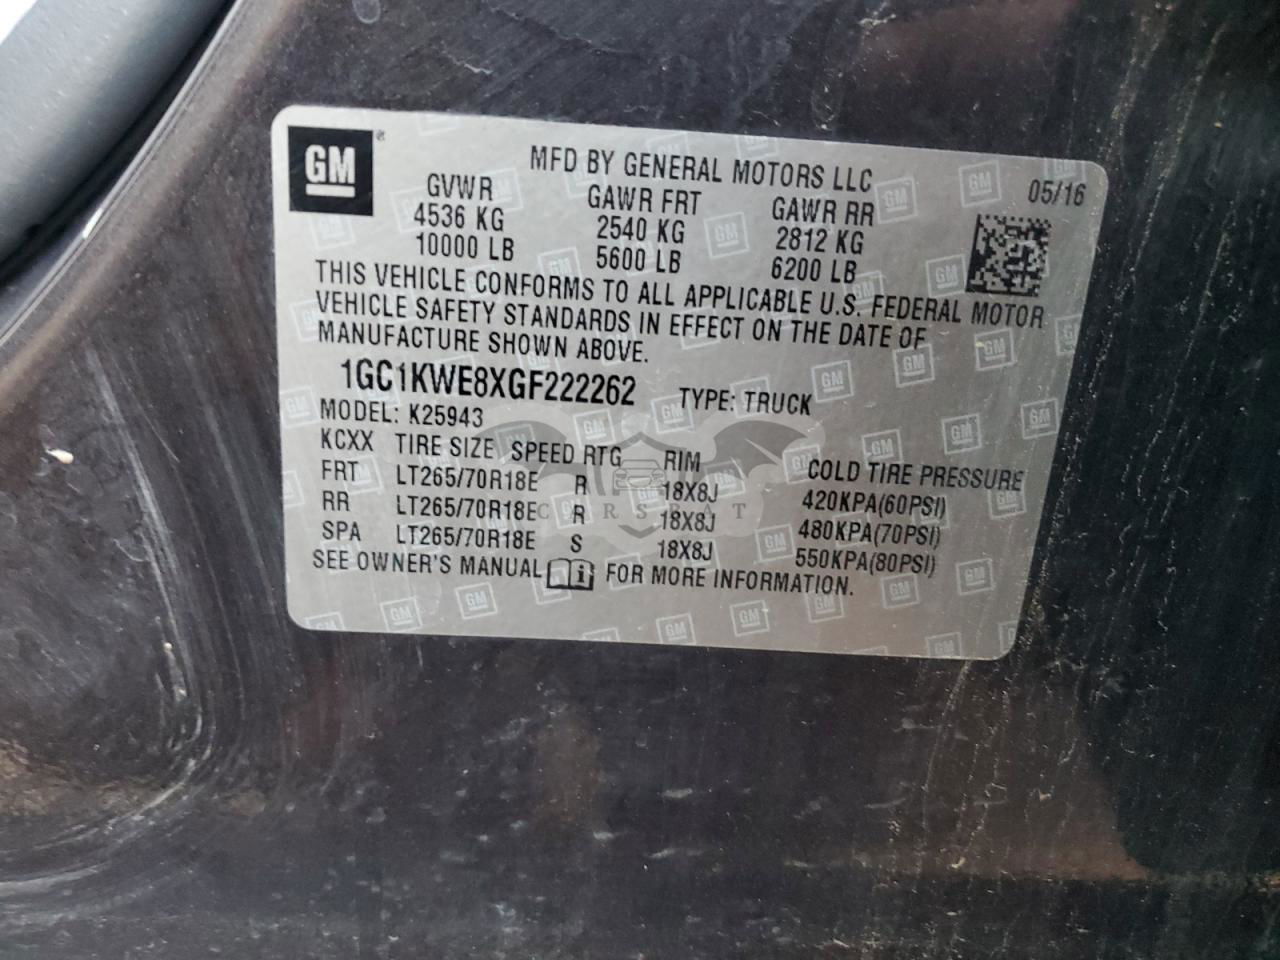 GM ®
MFD BY GENERAL MOTORS LLC
05/16
GVWR GAWR FRT GAWR RR
4536 KG 2540 KG 2812 KG
10000 LB 5600 LB 6200 LB
THIS VEHICLE CONFORMS TO ALL APPLICABLE U.S. FEDERAL MOTOR
VEHICLE SAFETY STANDARDS IN EFFECT ON THE DATE OF
MANUFACTURE SHOWN ABOVE.
1GC1KWE8XGF222262 TYPE: TRUCK
MODEL: K25943
KCXX TIRE SIZE SPEED RTG RIM COLD TIRE PRESSURE
FRT LT265/70R18E R 18X8J 420KPA(60PSI)
RR LT265/70R18E R 18X8J 480KPA(70PSI)
SPA LT265/70R18E S 18X8J 550KPA(80PSI)
SEE OWNER'S MANUAL i FOR MORE INFORMATION.
CARSBAT